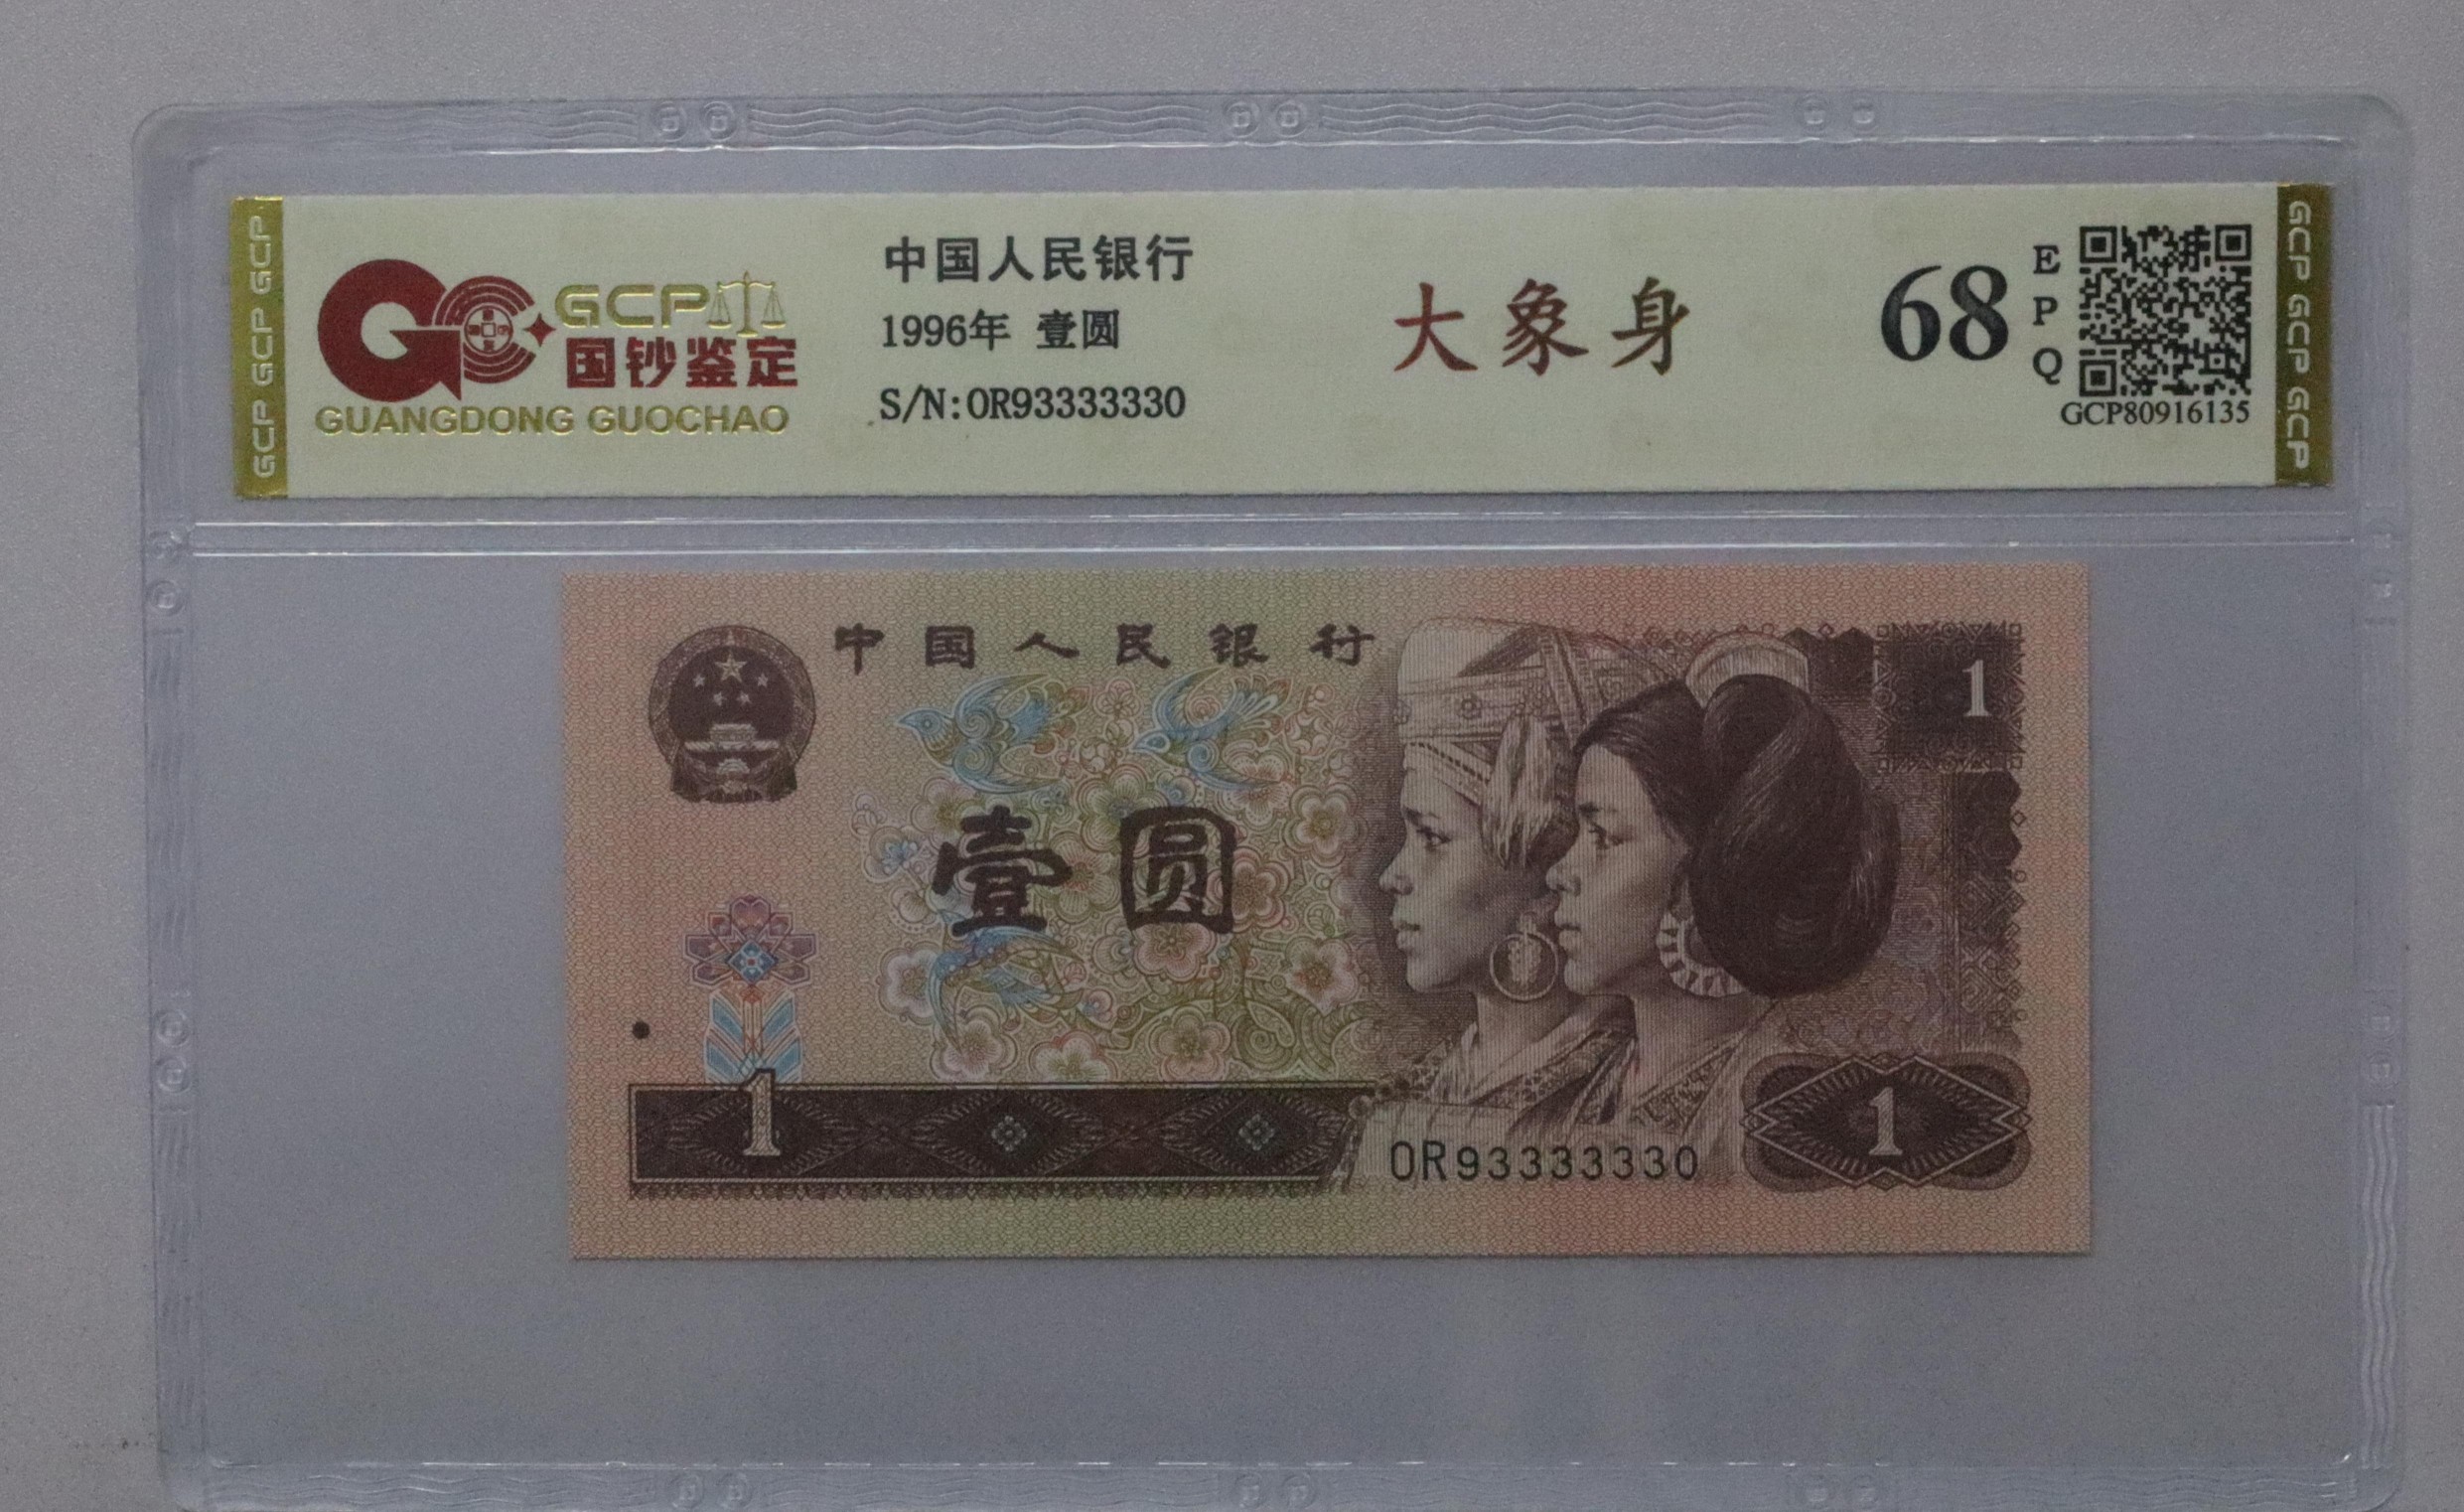 GCP GCP GCP
GCP
国钞鉴定
GUANGDONG GUOCHAO
中国人民银行
1996年 壹圆
S/N:OR93333330
大象身
68
E
P
Q
GCP80916135
GCP GCP GCP
中国人民银行
1
壹圆
1
1
OR93333330